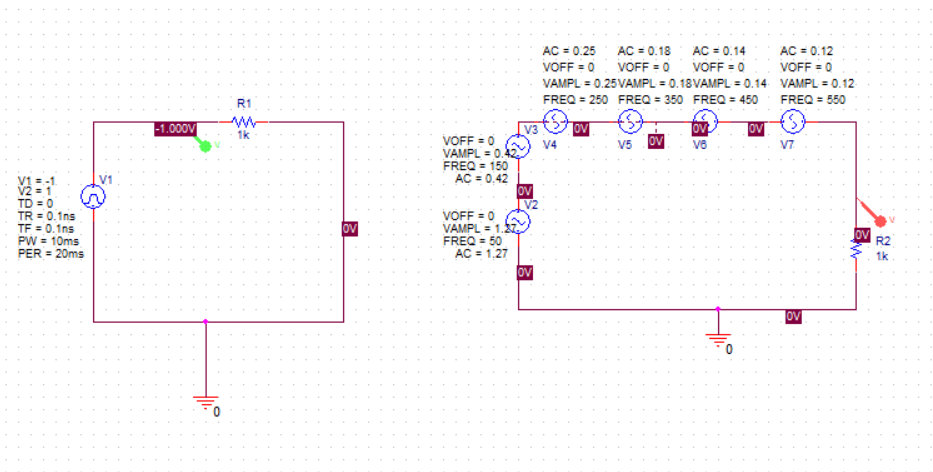 AC = 0.25 AC = 0.18 AC = 0.14 AC = 0.12
VOFF = 0 VOFF = 0 VOFF = 0 VOFF = 0
VAMPL = 0.25 VAMPL = 0.18 VAMPL = 0.14 VAMPL = 0.12
FREQ = 250 FREQ = 350 FREQ = 450 FREQ = 550
R1
-1.000V
1k
V
V1
V1 = -1
V2 = 1
TD = 0
TR = 0.1ns
TF = 0.1ns
PW = 10ms
PER = 20ms
0V
0
V3
0V 0V 0V 0V
V4 V5 V6 V7
VOFF = 0
VAMPL = 0.42
FREQ = 150
AC = 0.42
0V
V2
VOFF = 0
VAMPL = 1.27
FREQ = 50
AC = 1.27
0V
V
0V
R2
1k
0V
0